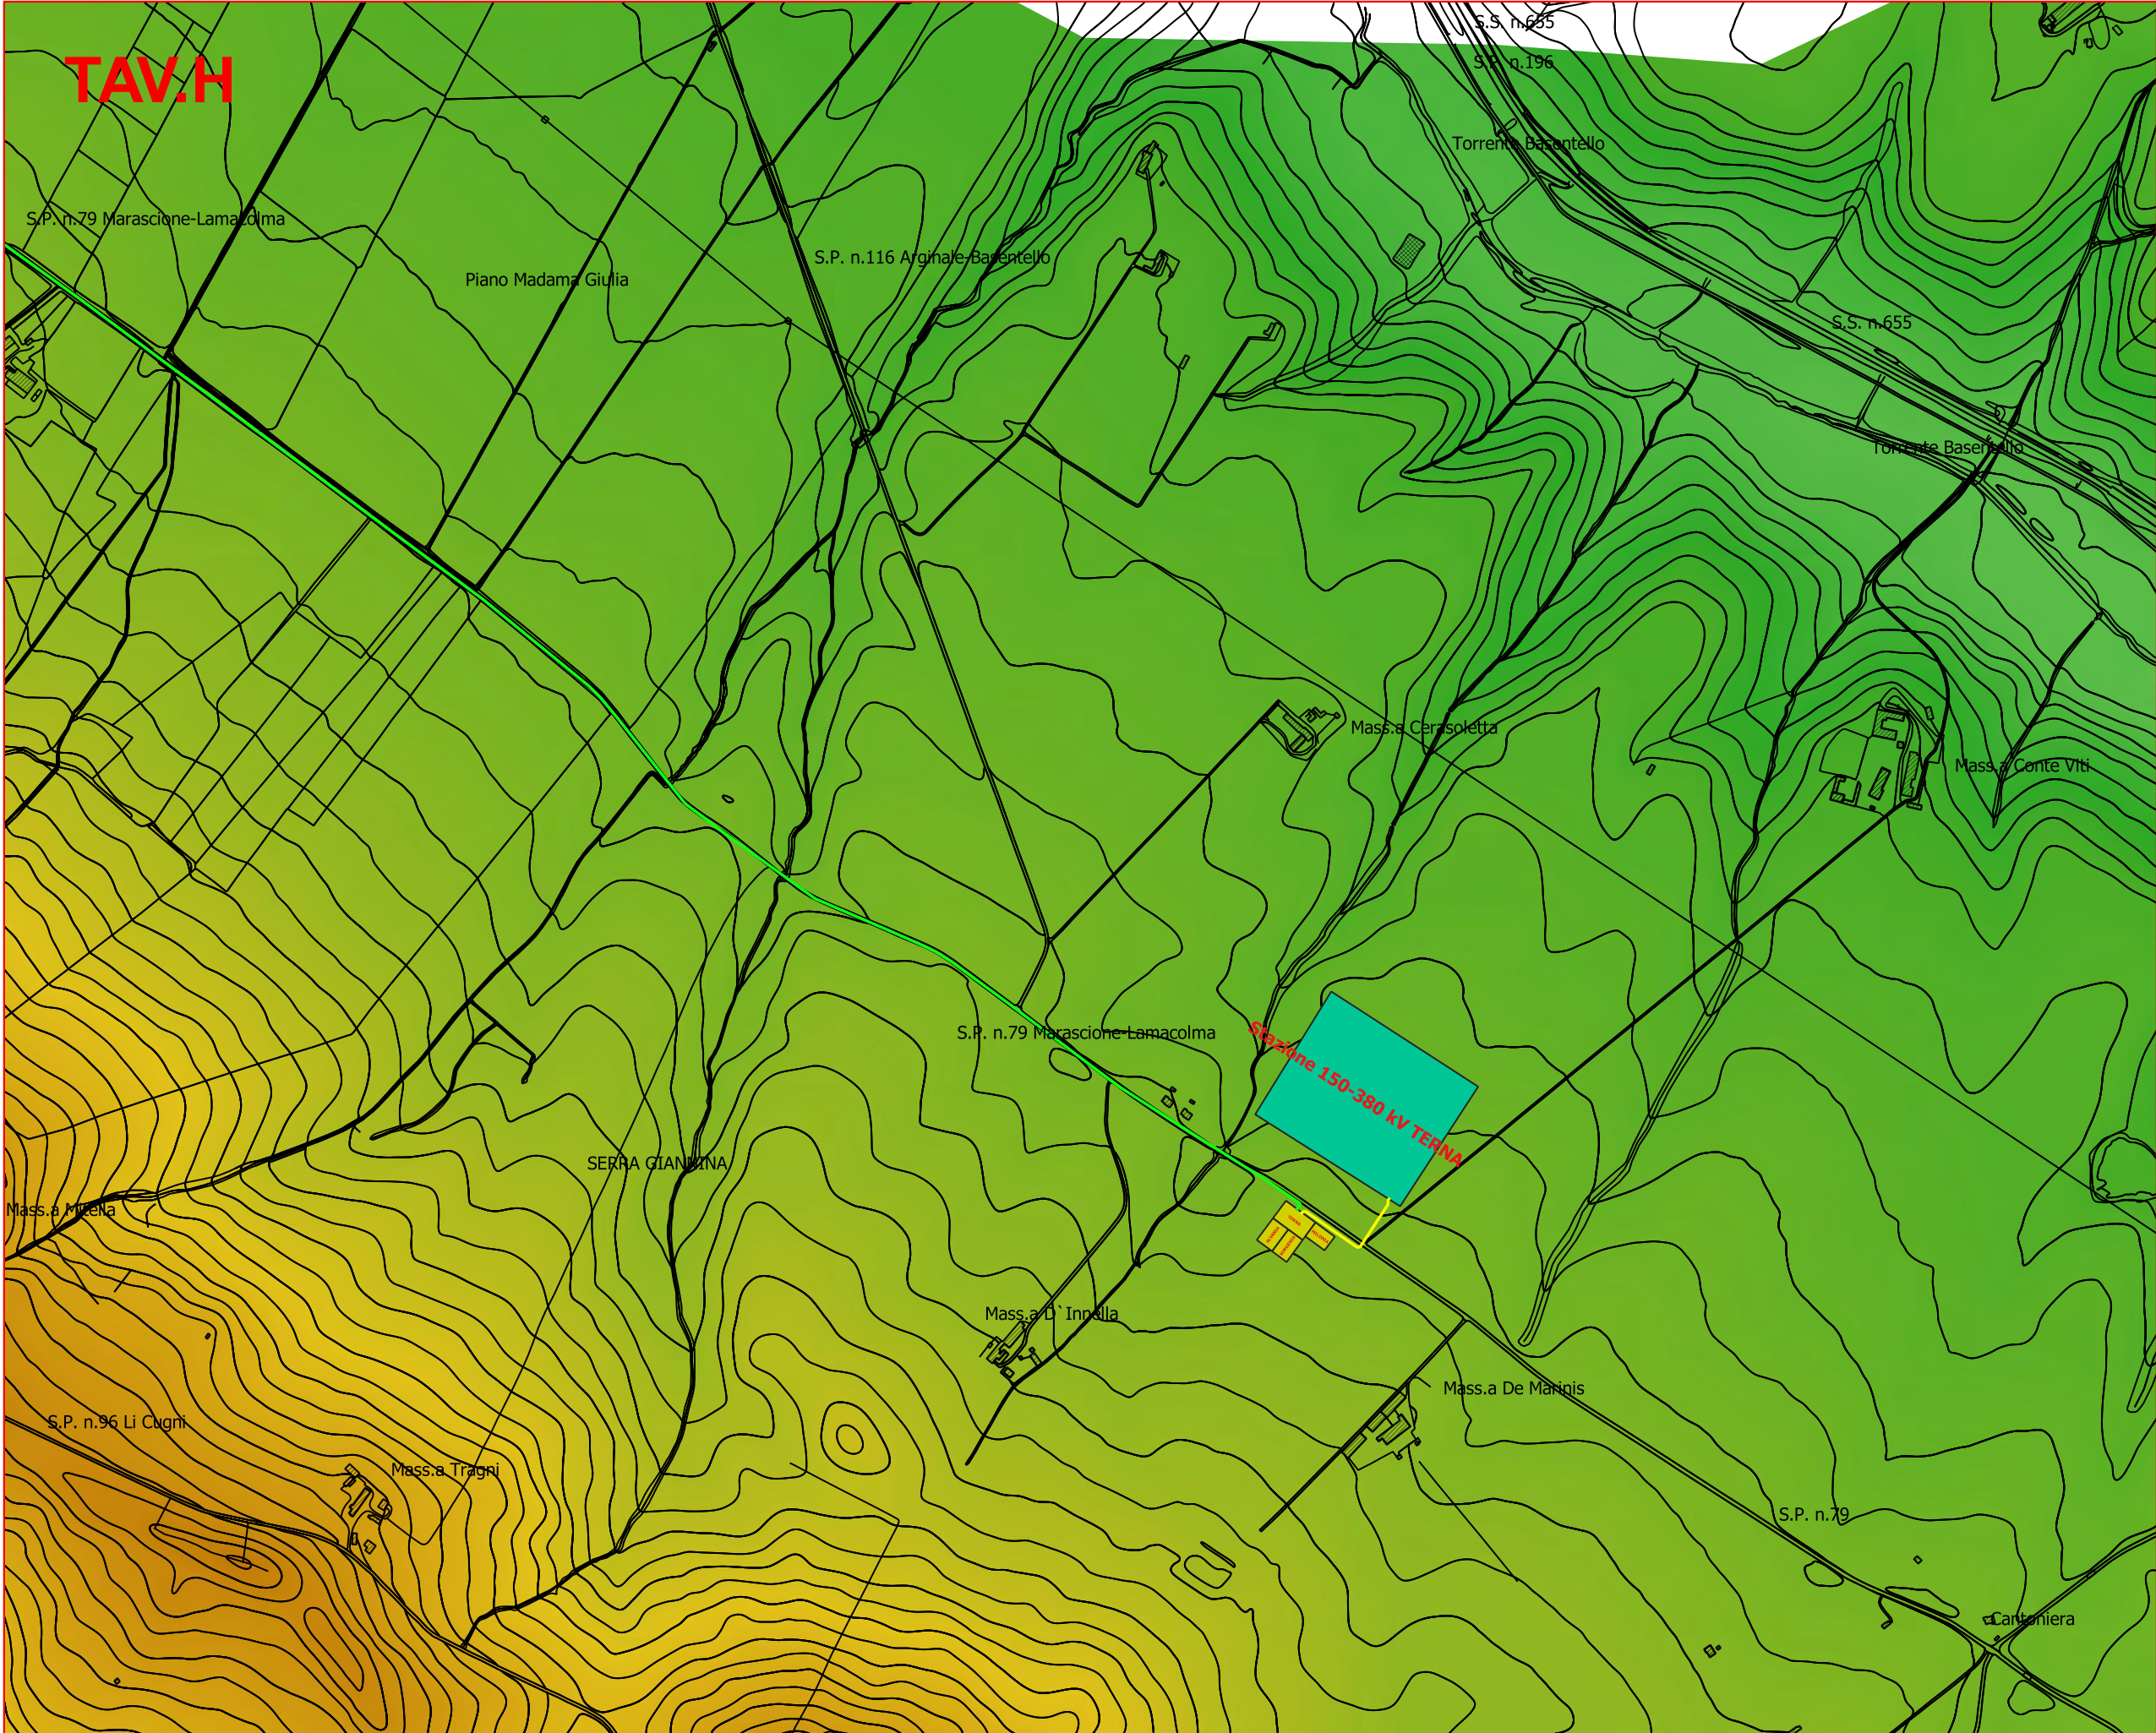 S.S. n.655
S.P. n.196
TAV.H
Torrente Basentello
S.P. n.79 Marascione-Lamacolma
S.P. n.116 Arginale-Basentello
Piano Madama Giulia
S.S. n.655
Torrente Basentello
Mass.a Cerasoletta
Mass.a Conte Viti
S.P. n.79 Marascione-Lamacolma
Stazione 150-380 kV TERNA
SERRA GIANNINA
Mass.a Mitella
TERNA
Mass.a D`Innella
Mass.a De Marinis
S.P. n.96 Li Cugni
Mass.a Tragni
S.P. n.79
Cantoniera